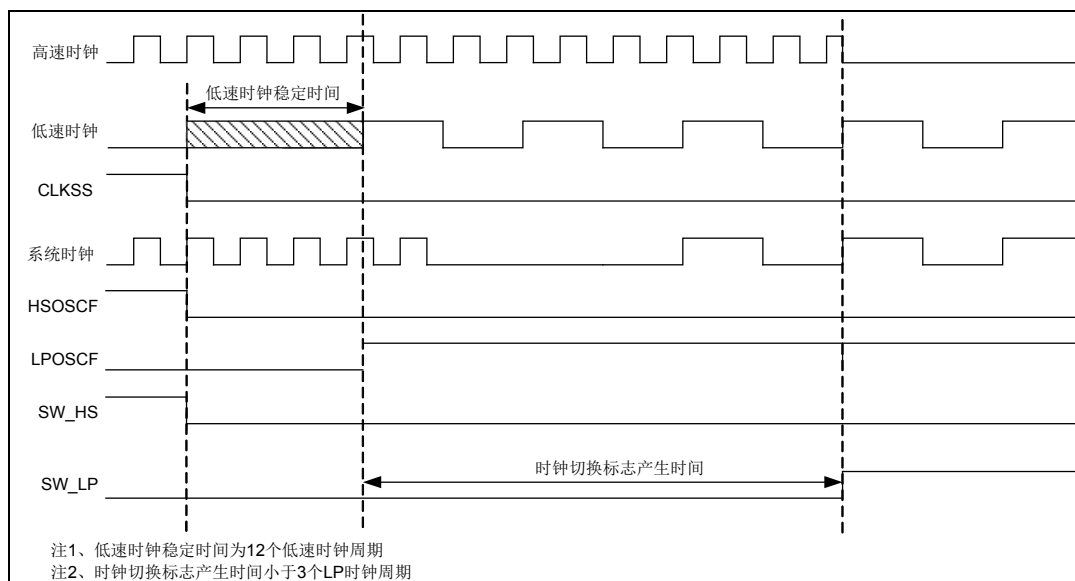 高速时钟
低速时钟稳定时间
低速时钟
CLKSS
系统时钟
HSOSCF
LPOSCF
SW_HS
时钟切换标志产生时间
SW_LP
注1、低速时钟稳定时间为12个低速时钟周期
注2、时钟切换标志产生时间小于3个LP时钟周期